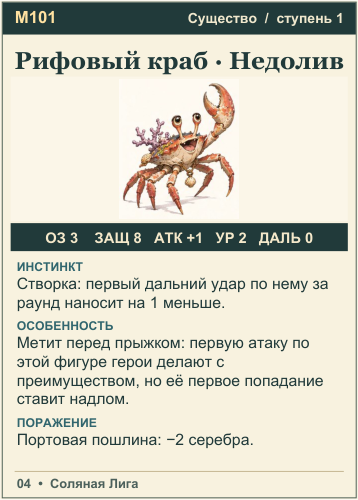 M101
Существо / ступень 1
Рифовый краб · Недолив
ОЗ 3 ЗАЩ 8 АТК +1 УР 2 ДАЛЬ 0
ИНСТИНКТ
Створка: первый дальний удар по нему за
раунд наносит на 1 меньше.
ОСОБЕННОСТЬ
Метит перед прыжком: первую атаку по
этой фигуре герои делают с
преимуществом, но её первое попадание
ставит надлом.
ПОРАЖЕНИЕ
Портовая пошлина: −2 серебра.
04 • Соляная Лига